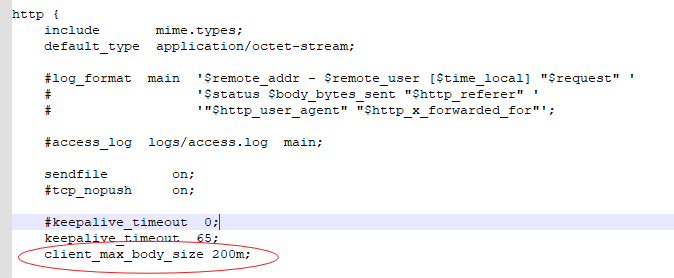 http {
    include       mime.types;
    default_type  application/octet-stream;

    #log_format  main  '$remote_addr - $remote_user [$time_local] "$request" '
    #                  '$status $body_bytes_sent "$http_referer" '
    #                  '"$http_user_agent" "$http_x_forwarded_for"';

    #access_log  logs/access.log  main;

    sendfile        on;
    #tcp_nopush     on;

    #keepalive_timeout  0;
    keepalive_timeout  65;
    client_max_body_size 200m;